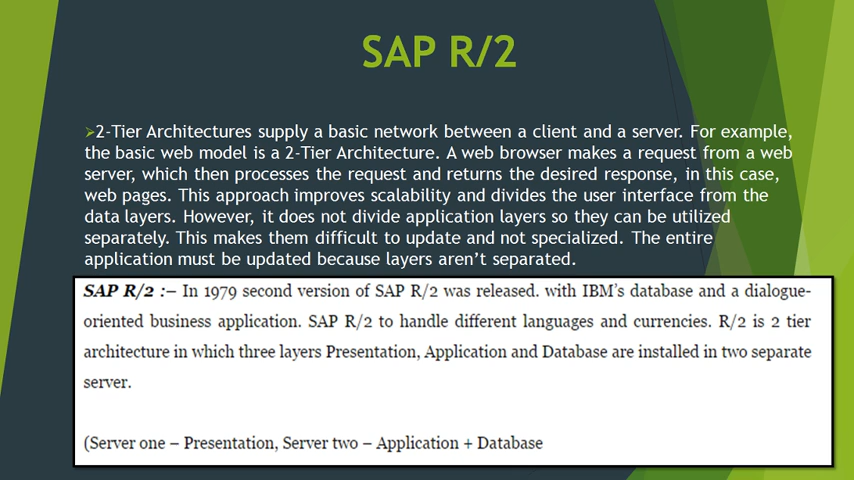 SAP R/2
➢2-Tier Architectures supply a basic network between a client and a server. For example,
the basic web model is a 2-Tier Architecture. A web browser makes a request from a web
server, which then processes the request and returns the desired response, in this case,
web pages. This approach improves scalability and divides the user interface from the
data layers. However, it does not divide application layers so they can be utilized
separately. This makes them difficult to update and not specialized. The entire
application must be updated because layers aren’t separated.
SAP R/2 :– In 1979 second version of SAP R/2 was released. with IBM’s database and a dialogue-
oriented business application. SAP R/2 to handle different languages and currencies. R/2 is 2 tier
architecture in which three layers Presentation, Application and Database are installed in two separate
server.
(Server one – Presentation, Server two – Application + Database